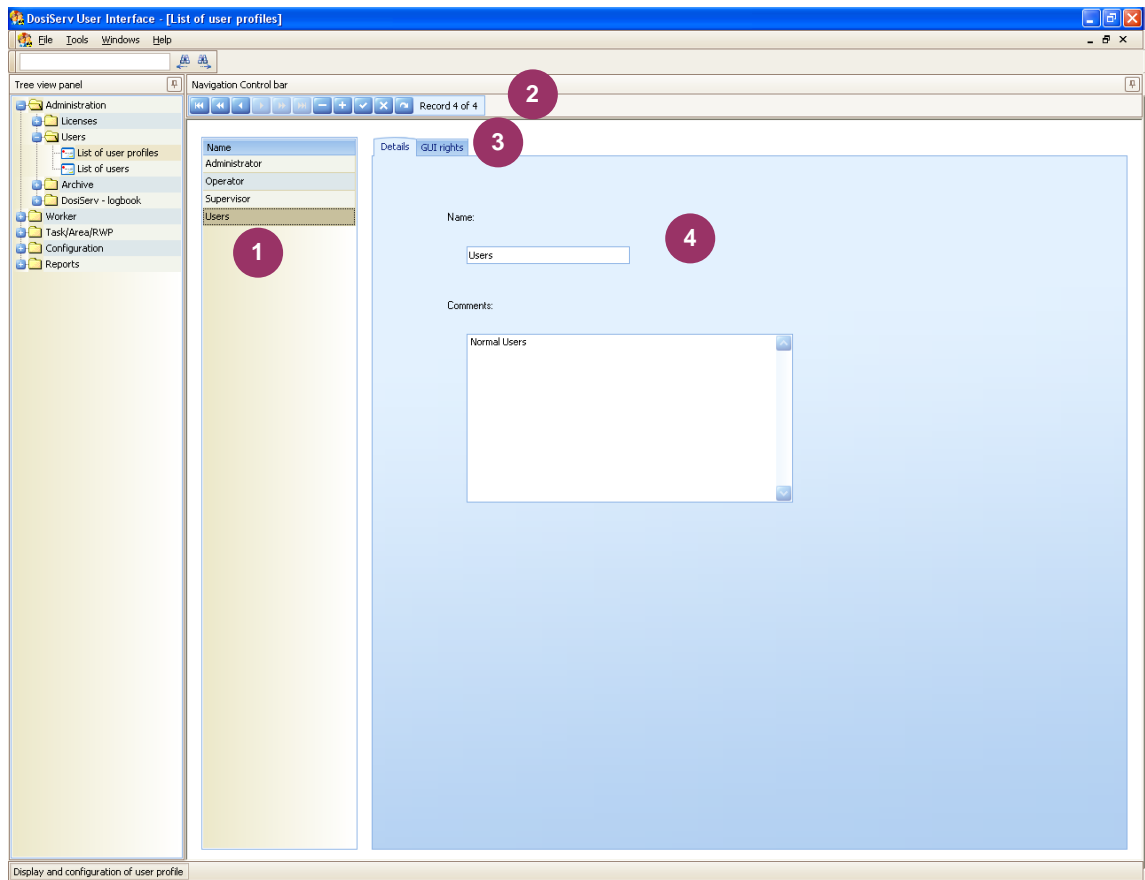 DosiServ User Interface - [List of user profiles]
File Tools Windows Help
Tree view panel
Navigation Control bar
Administration
Licenses
Users
List of user profiles
List of users
Archive
DosiServ - logbook
Worker
Task/Area/RWP
Configuration
Reports
Record 4 of 4
2
Name
Administrator
Operator
Supervisor
Users
1
Details GUI rights
3
Name:
Users
4
Comments:
Normal Users
Display and configuration of user profile